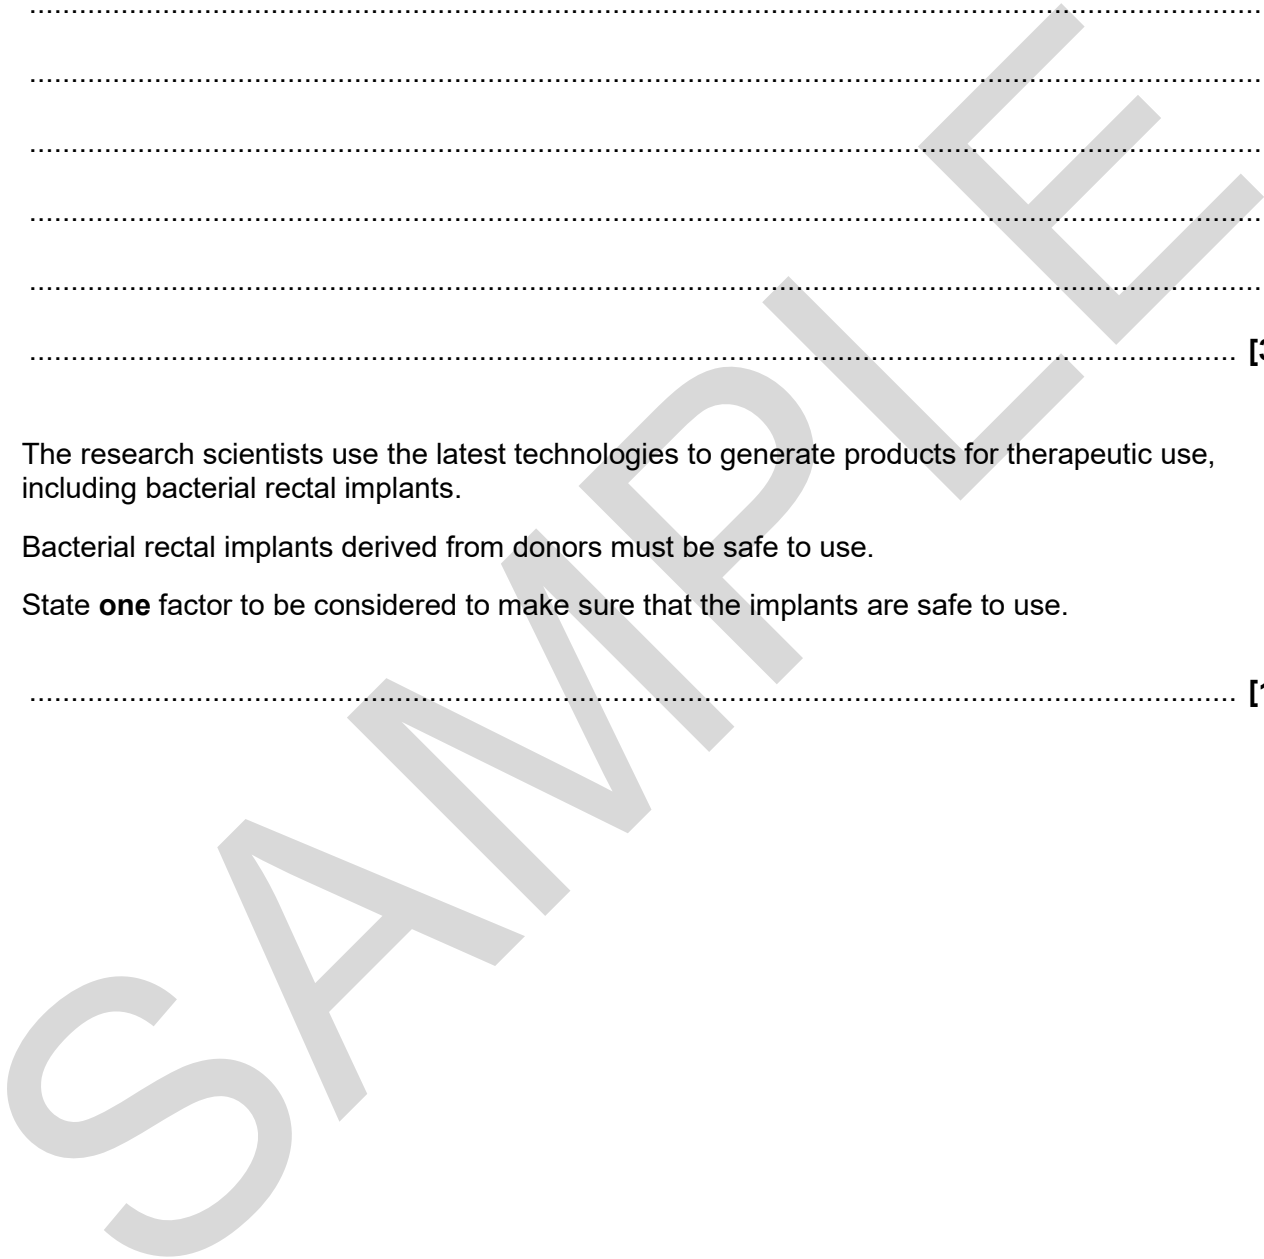 [3
The research scientists use the latest technologies to generate products for therapeutic use,
including bacterial rectal implants.
Bacterial rectal implants derived from donors must be safe to use.
State one factor to be considered to make sure that the implants are safe to use.
[1
SAMPLE